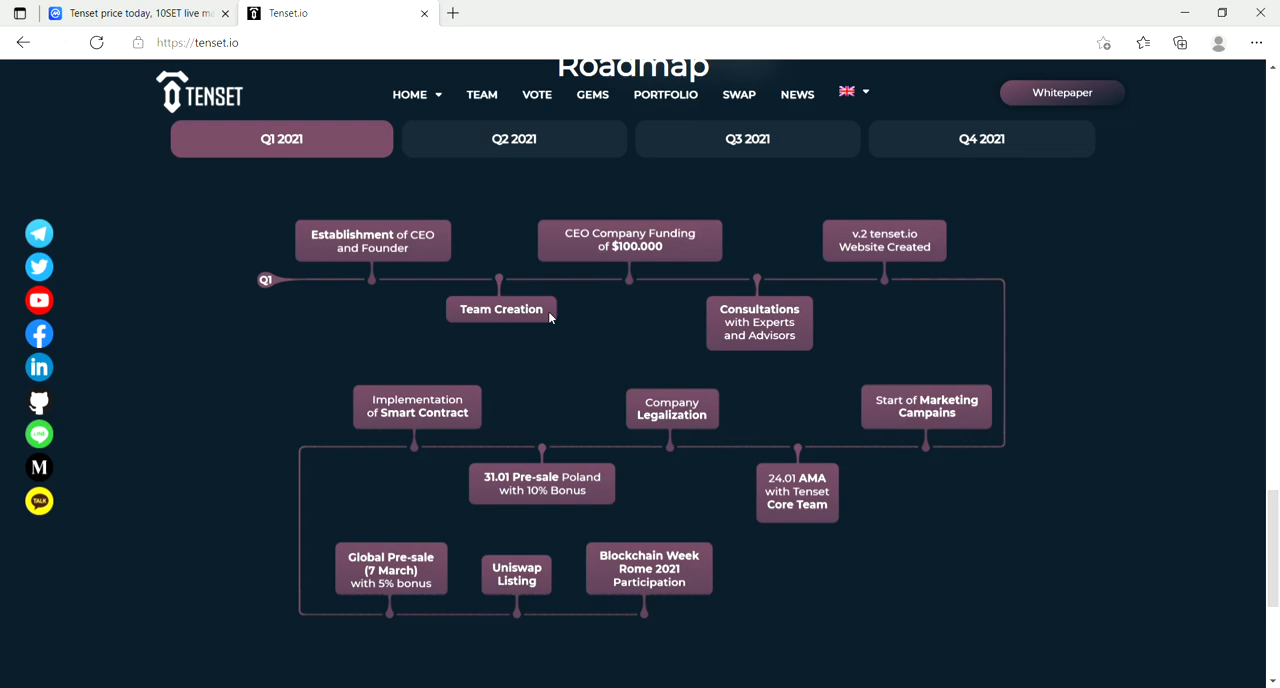 Tenset price today, 10SET live ma
Tenset.io
https://tenset.io
Roadmap
TENSET
HOME
TEAM
VOTE
GEMS
PORTFOLIO
SWAP
NEWS
Whitepaper
Q1 2021
Q2 2021
Q3 2021
Q4 2021
Q1
Establishment of CEO
and Founder
Team Creation
CEO Company Funding
of $100.000
Consultations
with Experts
and Advisors
v.2 tenset.io
Website Created
Start of Marketing
Campains
24.01 AMA
with Tenset
Core Team
Company
Legalization
31.01 Pre-sale Poland
with 10% Bonus
Implementation
of Smart Contract
Global Pre-sale
(7 March)
with 5% bonus
Uniswap
Listing
Blockchain Week
Rome 2021
Participation
in
LINE
M
TALK